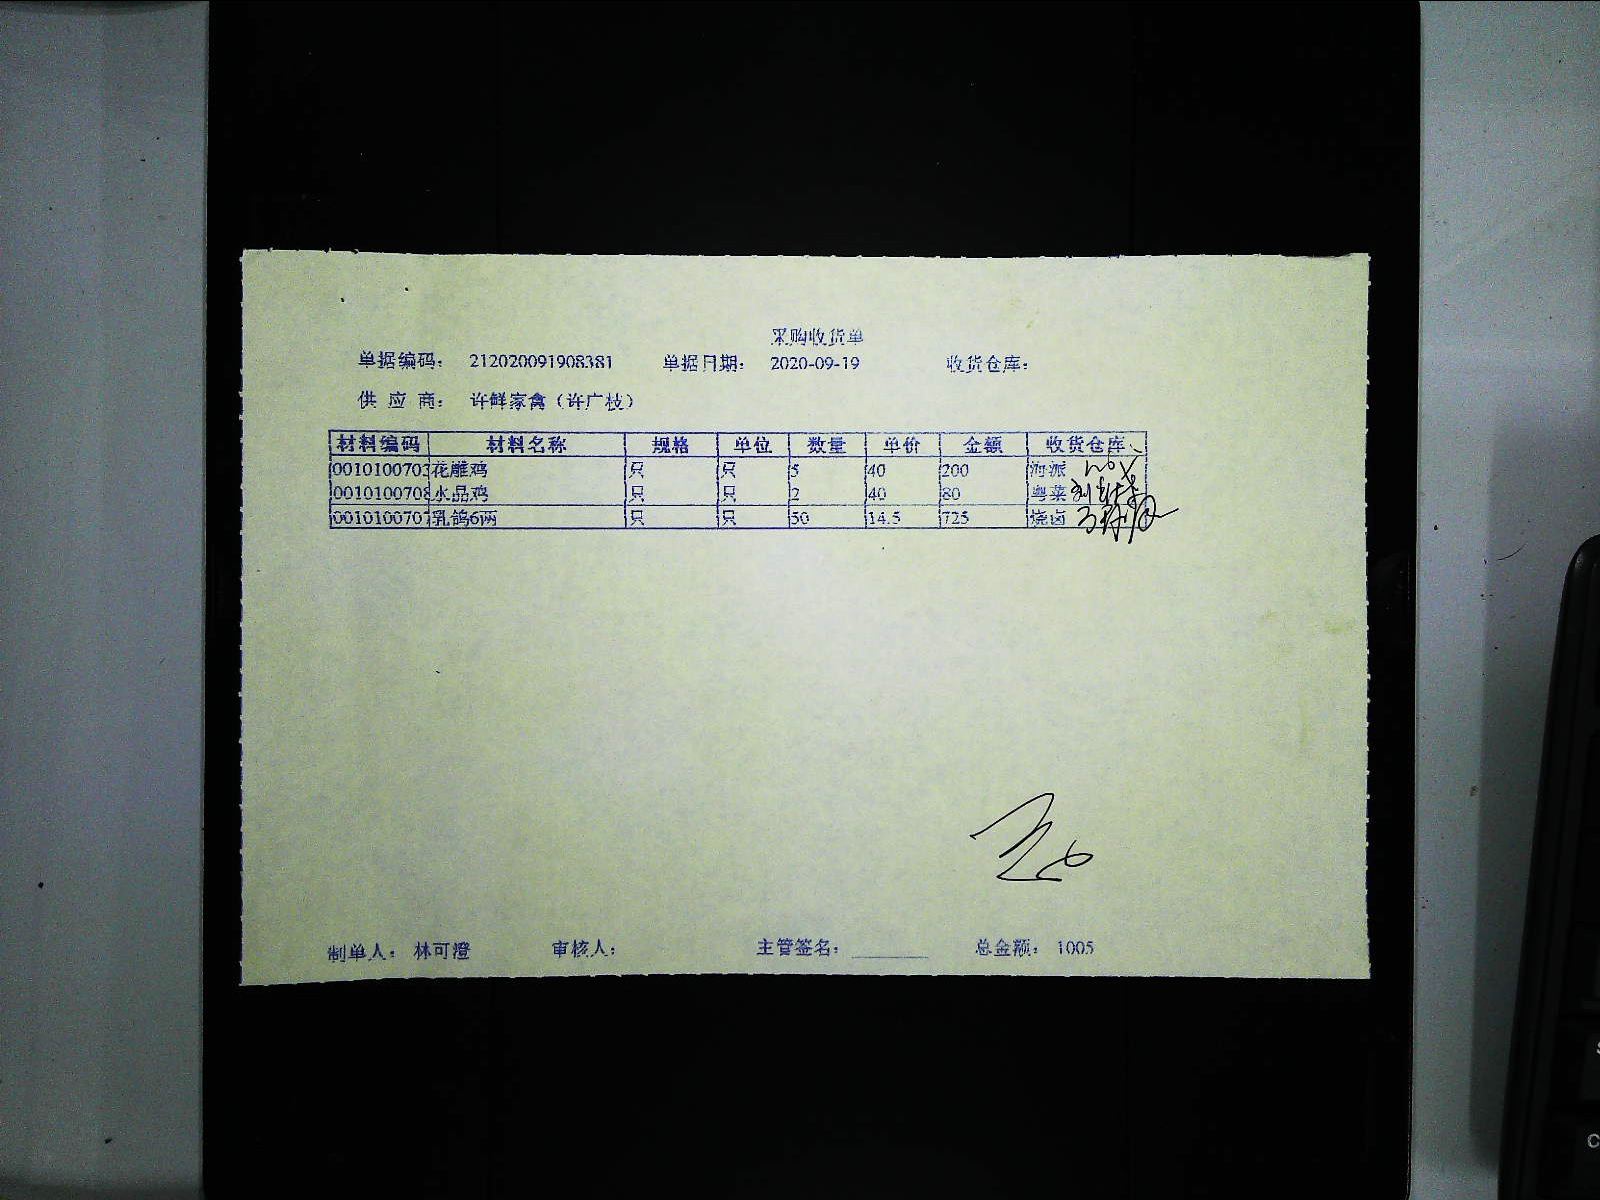 采购收货单
单据编码： 212020091908381 单据日期： 2020-09-19 收货仓库：
供应商： 许鲜家禽（许广枝）
材料编码 材料名称 规格 单位 数量 单价 金额 收货仓库
0010100703 花雕鸡 只 只 5 40 200 海派
0010100708 水晶鸡 只 只 2 40 80 粤菜
0010100707 乳鸽6两 只 只 50 14.5 725 烧卤
制单人： 林可澄 审核人： 主管签名： 总金额： 1005